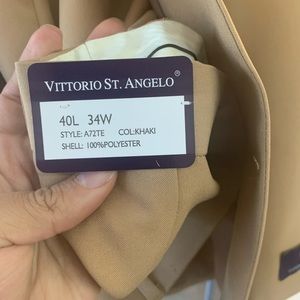 VITTORIO ST. ANGELO®
40L 34W
STYLE: A72TE COL:KHAKI
SHELL: 100%POLYESTER